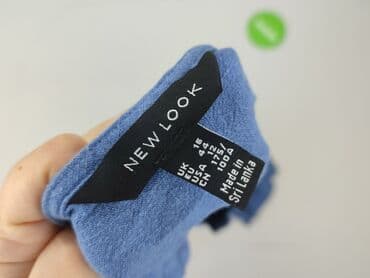 NEW LOOK
UK 16
EU 44
USA 12
CN 175/
100A
Made in
Sri Lanka